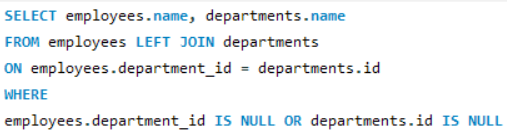 SELECT employees.name, departments.name
FROM employees LEFT JOIN departments
ON employees.department_id = departments.id
WHERE
employees.department_id IS NULL OR departments.id IS NULL